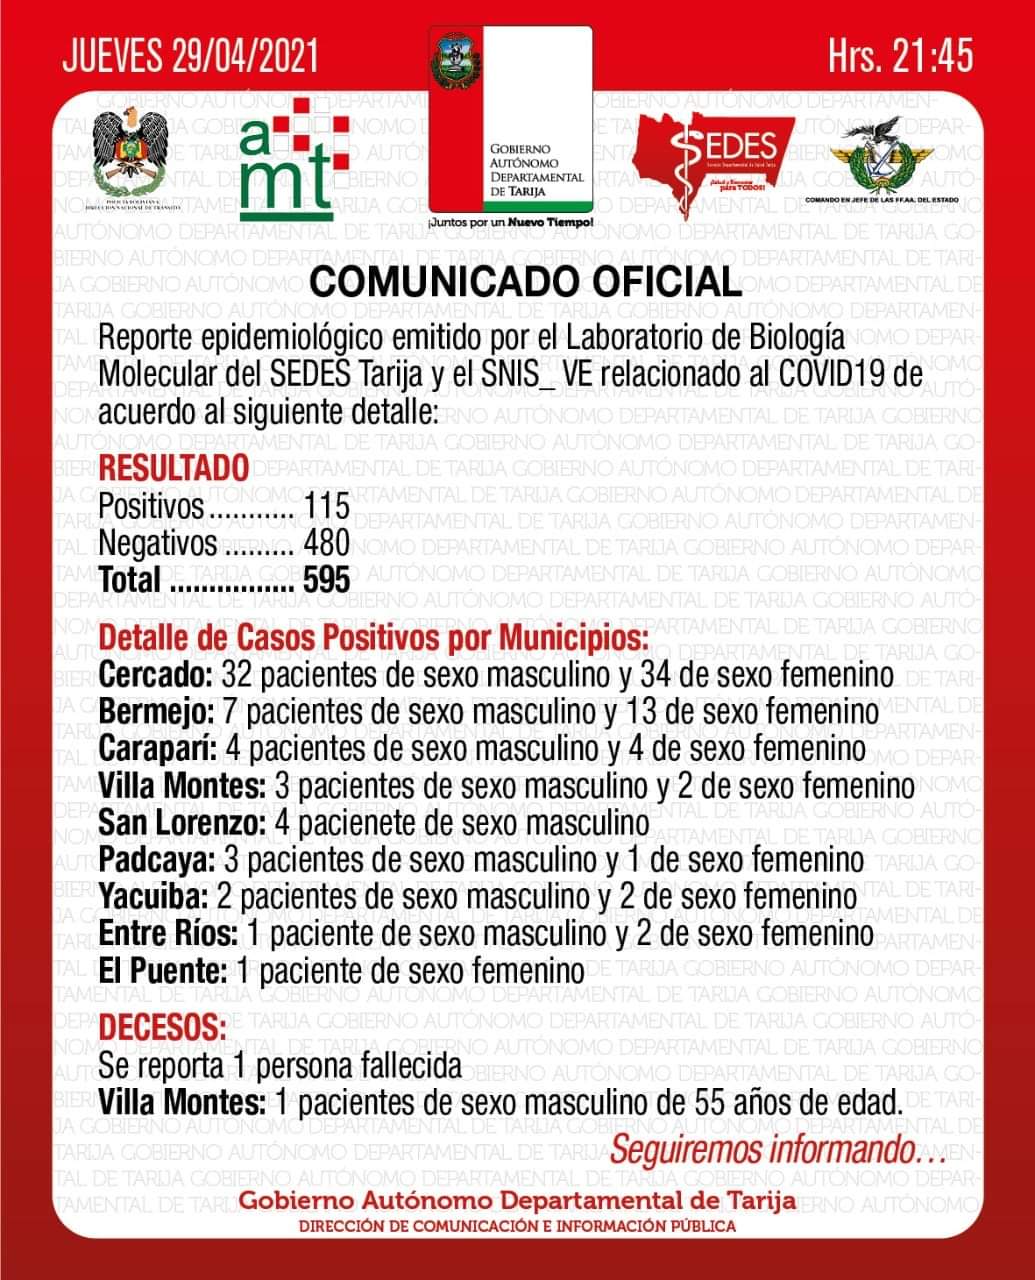 JUEVES 29/04/2021
Hrs. 21:45
POLICÍA BOLIVIANA
DIRECCIÓN NACIONAL DE TRÁNSITO
amt
GOBIERNO
AUTÓNOMO
DEPARTAMENTAL
DE TARIJA
¡Juntos por un Nuevo Tiempo!
SEDES
Servicio Departamental de Salud Tarija
para TODOS!
COMANDO EN JEFE DE LAS FF.AA. DEL ESTADO
COMUNICADO OFICIAL
Reporte epidemiológico emitido por el Laboratorio de Biología
Molecular del SEDES Tarija y el SNIS_ VE relacionado al COVID19 de
acuerdo al siguiente detalle:
RESULTADO
Positivos........... 115
Negativos ......... 480
Total ................ 595
Detalle de Casos Positivos por Municipios:
Cercado: 32 pacientes de sexo masculino y 34 de sexo femenino
Bermejo: 7 pacientes de sexo masculino y 13 de sexo femenino
Caraparí: 4 pacientes de sexo masculino y 4 de sexo femenino
Villa Montes: 3 pacientes de sexo masculino y 2 de sexo femenino
San Lorenzo: 4 pacienete de sexo masculino
Padcaya: 3 pacientes de sexo masculino y 1 de sexo femenino
Yacuiba: 2 pacientes de sexo masculino y 2 de sexo femenino
Entre Ríos: 1 paciente de sexo masculino y 2 de sexo femenino
El Puente: 1 paciente de sexo femenino
DECESOS:
Se reporta 1 persona fallecida
Villa Montes: 1 pacientes de sexo masculino de 55 años de edad.
Seguiremos informando...
Gobierno Autónomo Departamental de Tarija
DIRECCIÓN DE COMUNICACIÓN E INFORMACIÓN PÚBLICA